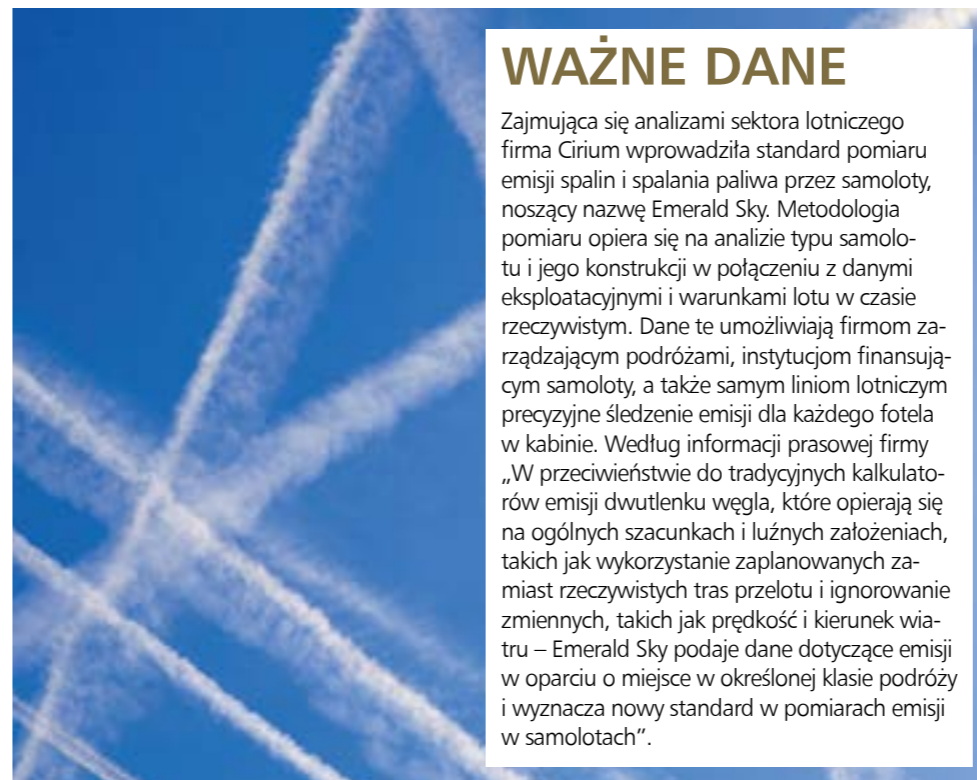 WAŻNE DANE
Zajmująca się analizami sektora lotniczego
firma Cirium wprowadziła standard pomiaru
emisji spalin i spalania paliwa przez samoloty,
noszący nazwę Emerald Sky. Metodologia
pomiaru opiera się na analizie typu samolo-
tu i jego konstrukcji w połączeniu z danymi
eksploatacyjnymi i warunkami lotu w czasie
rzeczywistym. Dane te umożliwiają firmom za-
rządzającym podróżami, instytucjom finansują-
cym samoloty, a także samym liniom lotniczym
precyzyjne śledzenie emisji dla każdego fotela
w kabinie. Według informacji prasowej firmy
„W przeciwieństwie do tradycyjnych kalkulato-
rów emisji dwutlenku węgla, które opierają się
na ogólnych szacunkach i luźnych założeniach,
takich jak wykorzystanie zaplanowanych za-
miast rzeczywistych tras przelotu i ignorowanie
zmiennych, takich jak prędkość i kierunek wia-
tru – Emerald Sky podaje dane dotyczące emisji
w oparciu o miejsce w określonej klasie podróży
i wyznacza nowy standard w pomiarach emisji
w samolotach”.